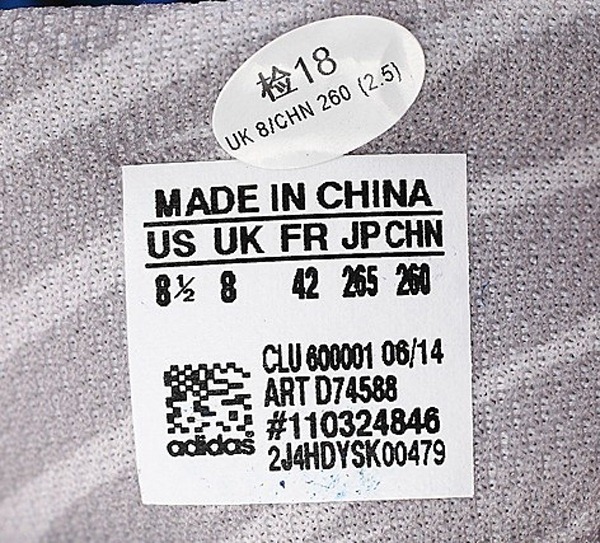 检18
UK 8/CHN 260 (2.5)
MADE IN CHINA
US UK FR JP CHN
8½ 8 42 265 260
CLU 600001 06/14
ART D74588
#110324846
2J4HDYSK00479
adidas